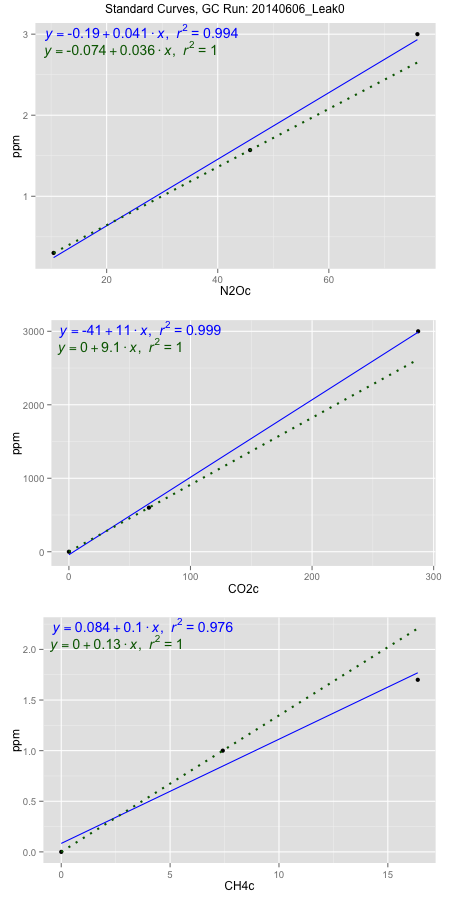 Standard Curves, GC Run: 20140606_Leak0
y = -0.19 + 0.041 · x, r² = 0.994
y = -0.074 + 0.036 · x, r² = 1
3
2
1
ppm
20 40 60
N2Oc
y = -41 + 11 · x, r² = 0.999
y = 0 + 9.1 · x, r² = 1
3000
2000
1000
0
ppm
0 100 200 300
CO2c
y = 0.084 + 0.1 · x, r² = 0.976
y = 0 + 0.13 · x, r² = 1
2.0
1.5
1.0
0.5
0.0
ppm
0 5 10 15
CH4c